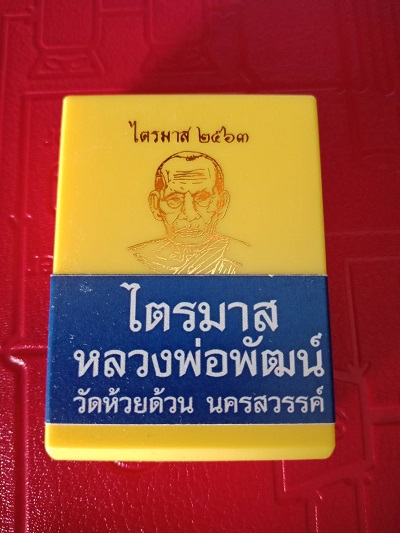 ไตรมาส ๒๕๖๓
ไตรมาส
หลวงพ่อพัฒน์
วัดห้วยด้วน นครสวรรค์